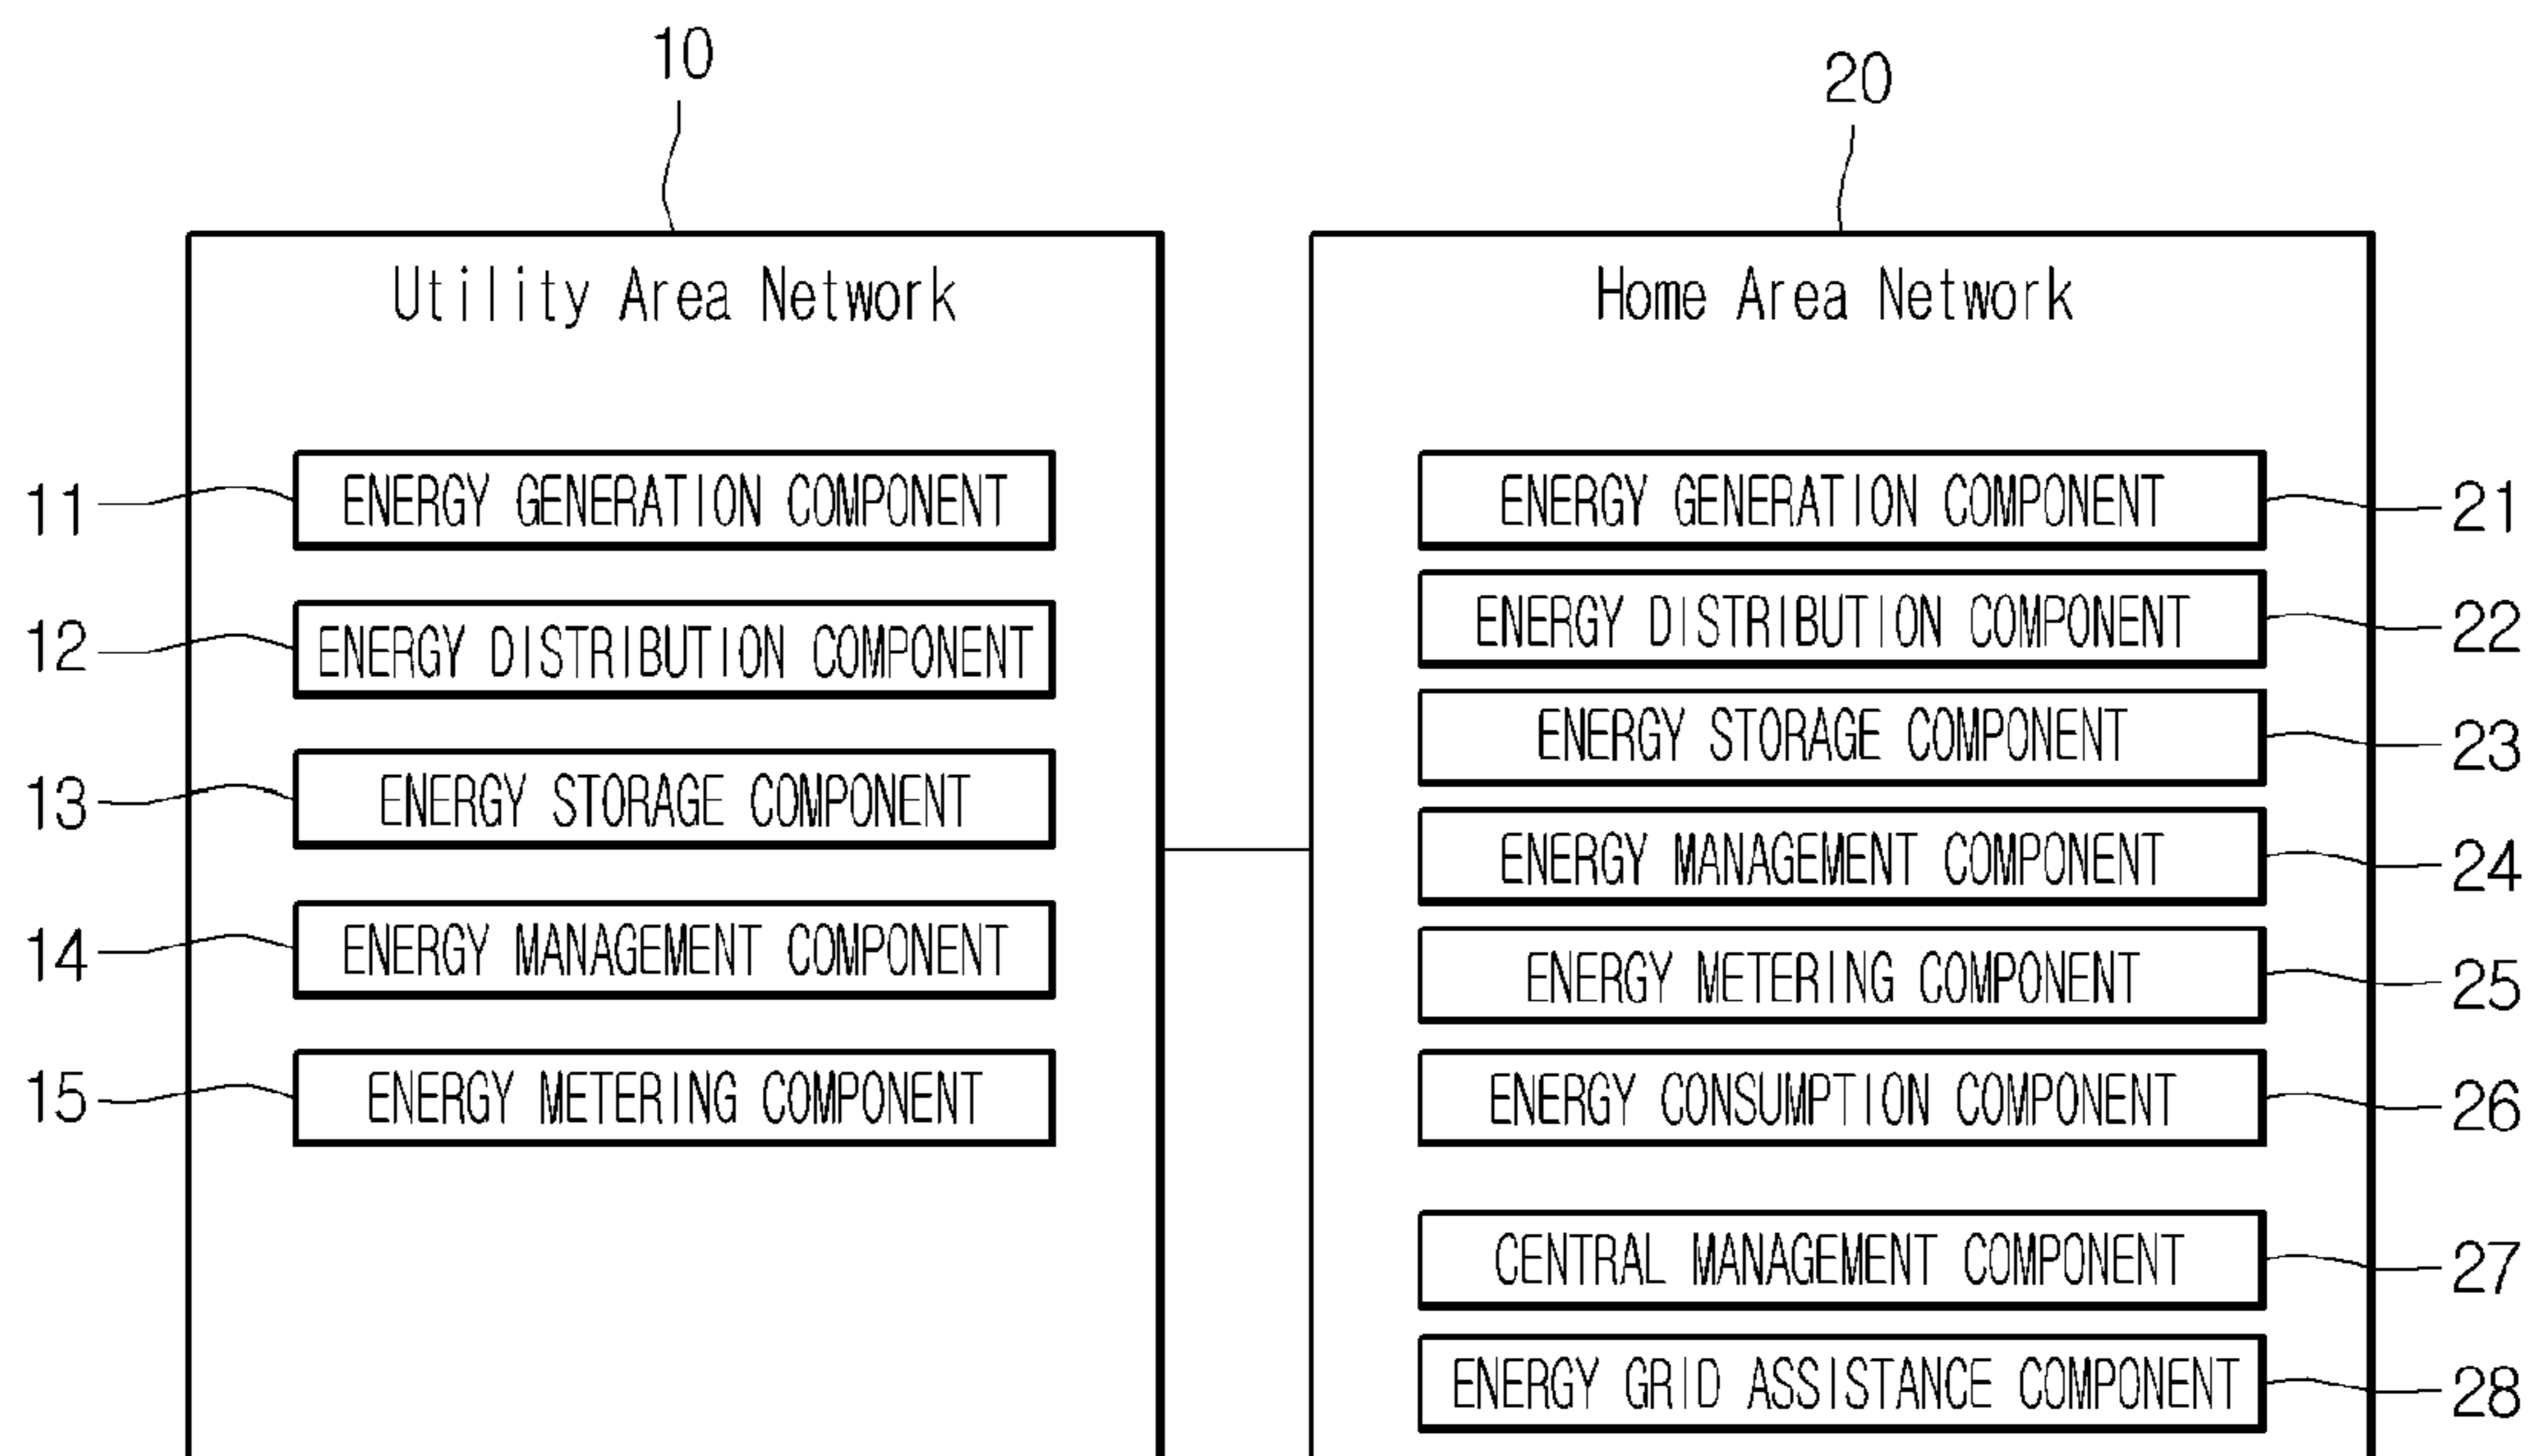 10
Utility Area Network
11
ENERGY GENERATION COMPONENT
12
ENERGY DISTRIBUTION COMPONENT
13
ENERGY STORAGE COMPONENT
14
ENERGY MANAGEMENT COMPONENT
15
ENERGY METERING COMPONENT
20
Home Area Network
ENERGY GENERATION COMPONENT
21
ENERGY DISTRIBUTION COMPONENT
22
ENERGY STORAGE COMPONENT
23
ENERGY MANAGEMENT COMPONENT
24
ENERGY METERING COMPONENT
25
ENERGY CONSUMPTION COMPONENT
26
CENTRAL MANAGEMENT COMPONENT
27
ENERGY GRID ASSISTANCE COMPONENT
28